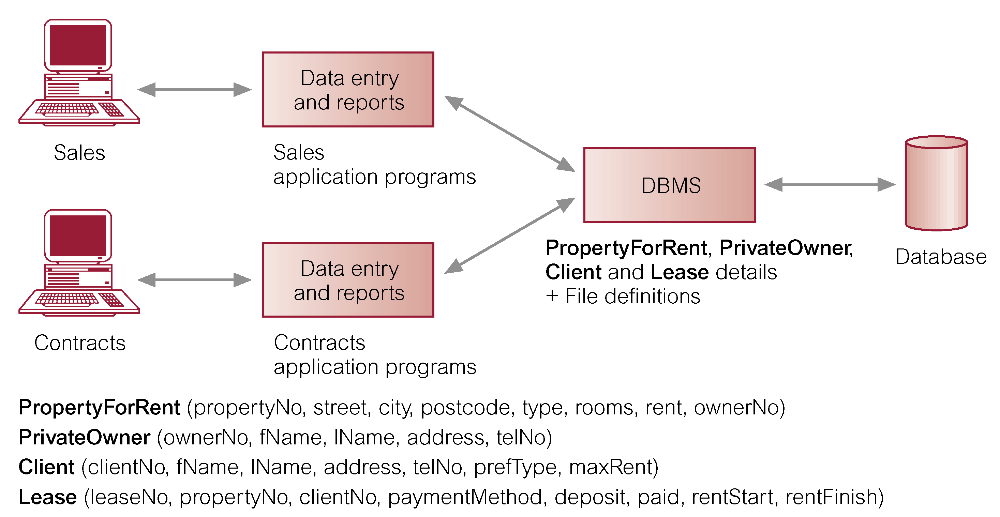 Data entry
and reports
Sales
Sales
application programs
DBMS
PropertyForRent, PrivateOwner,
Client and Lease details
+ File definitions
Database
Data entry
and reports
Contracts
Contracts
application programs
PropertyForRent (propertyNo, street, city, postcode, type, rooms, rent, ownerNo)
PrivateOwner (ownerNo, fName, lName, address, telNo)
Client (clientNo, fName, lName, address, telNo, prefType, maxRent)
Lease (leaseNo, propertyNo, clientNo, paymentMethod, deposit, paid, rentStart, rentFinish)